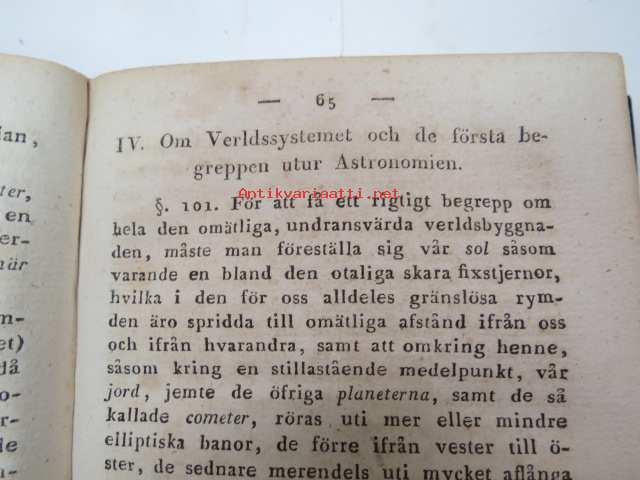 — 65 —
IV. Om Verldssystemet och de första be-
greppen utur Astronomien.
Antikvariaatti.net
§. 101. För att få ett rigtigt begrepp om
hela den omätliga, undransvärda verldsbyggna-
den, måste man föreställa sig vår sol såsom
varande en bland den otaliga skara fixstjernor,
hvilka i den för oss alldeles gränslösa rym-
den äro spridda till omätliga afstånd ifrån oss
och ifrån hvarandra, samt att omkring henne,
såsom kring en stillastående medelpunkt, vår
jord, jemte de öfriga planeterna, samt de så
kallade cometer, röras uti mer eller mindre
elliptiska banor, de förre ifrån vester till ö-
ster, de sednare merendels uti mycket aflånga
en
er-
när